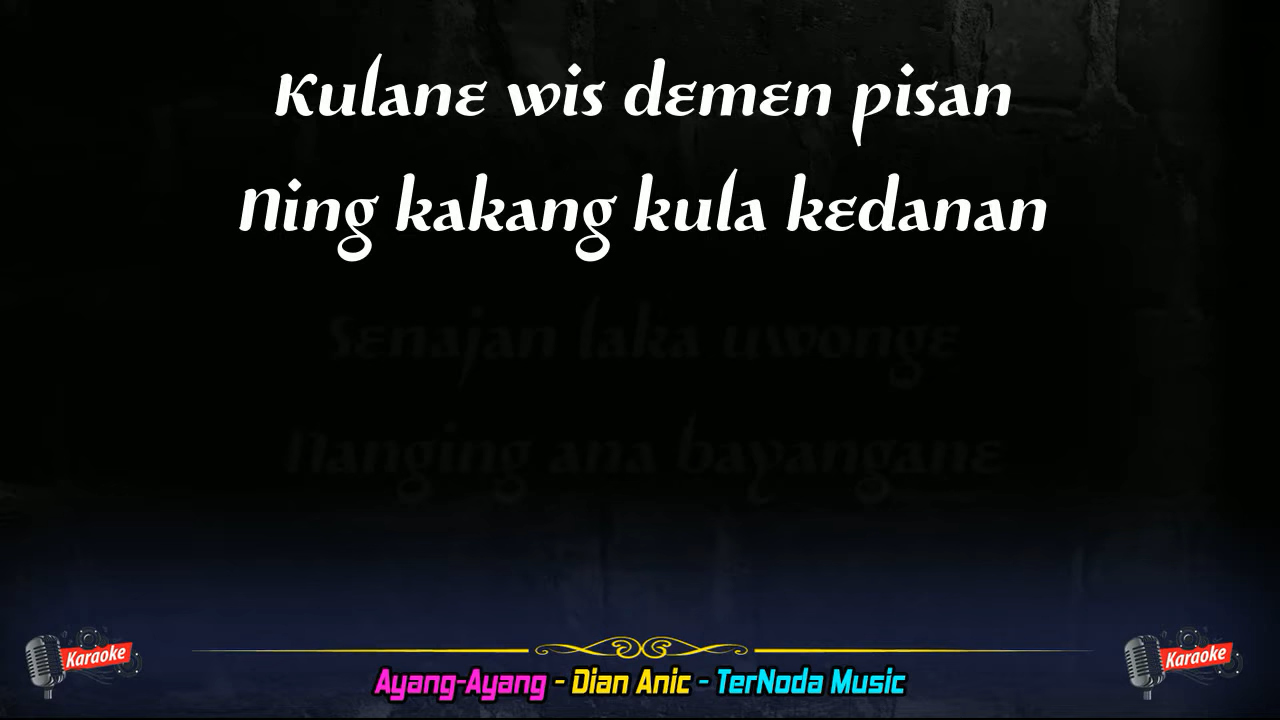 Kulane wis demen pisan
Ning kakang kula kedanan
Senajan laka uwonge
Nanging ana bayangane
Karaoke
Karaoke
Ayang-Ayang - Dian Anic - TerNoda Music